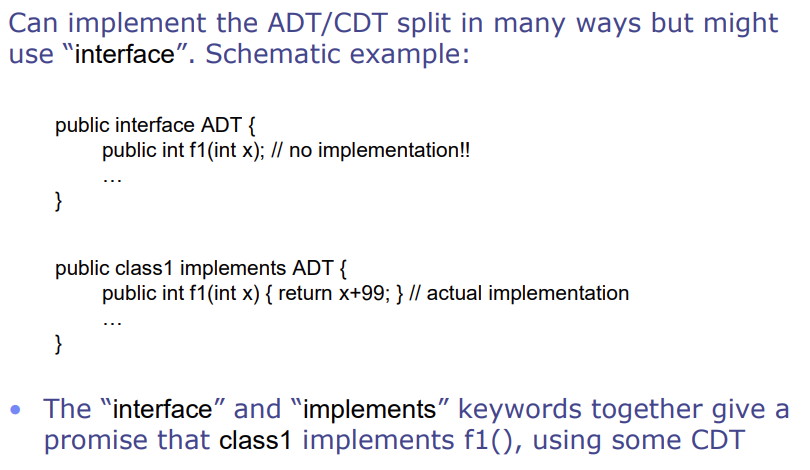 Can implement the ADT/CDT split in many ways but might
use “interface”. Schematic example:
public interface ADT {
public int f1(int x); // no implementation!!
…
}
public class1 implements ADT {
public int f1(int x) { return x+99; } // actual implementation
…
}
• The “interface” and “implements” keywords together give a
promise that class1 implements f1(), using some CDT